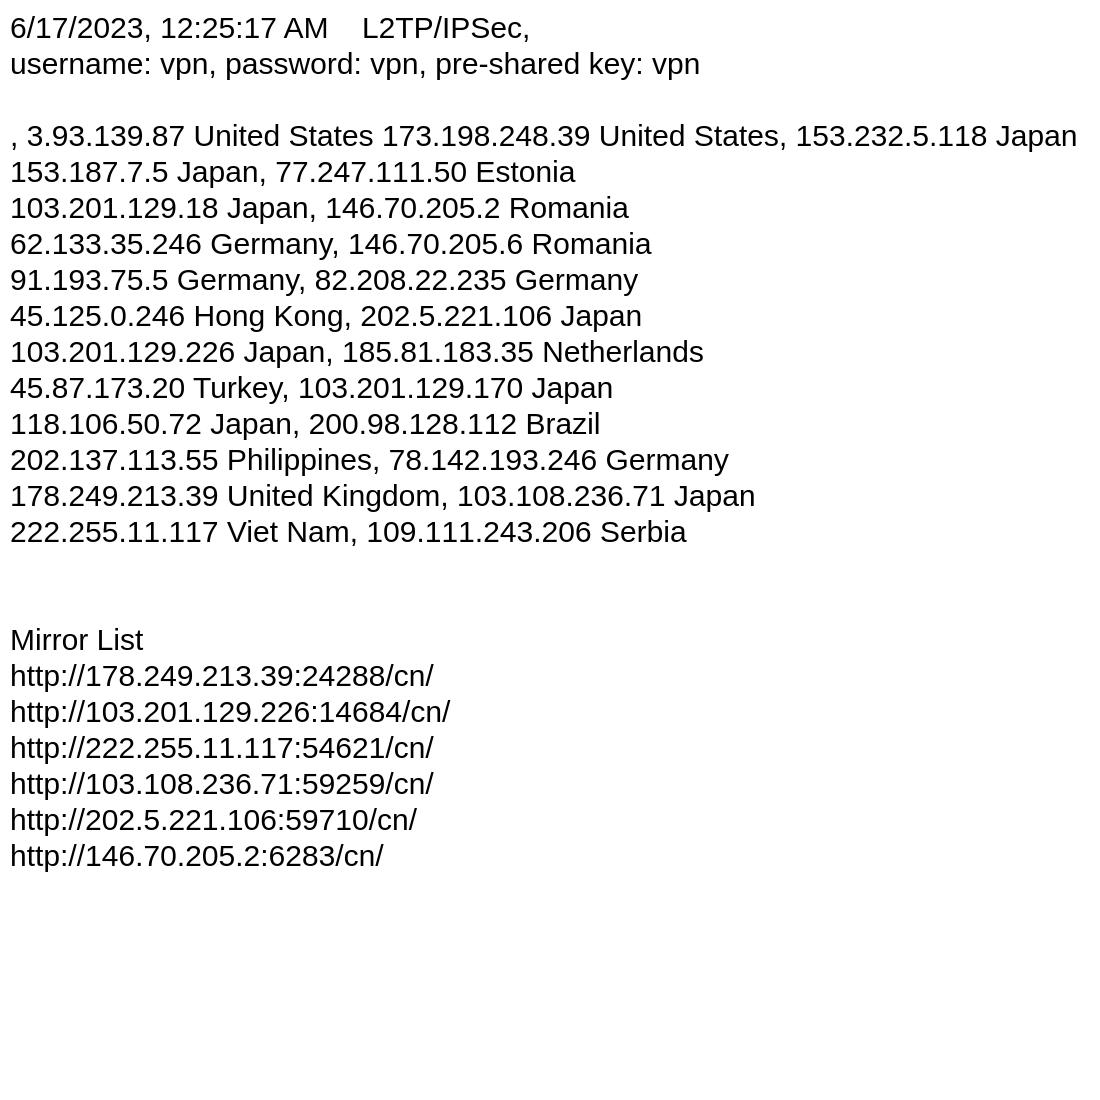 6/17/2023, 12:25:17 AM    L2TP/IPSec,
username: vpn, password: vpn, pre-shared key: vpn
, 3.93.139.87 United States 173.198.248.39 United States, 153.232.5.118 Japan
153.187.7.5 Japan, 77.247.111.50 Estonia
103.201.129.18 Japan, 146.70.205.2 Romania
62.133.35.246 Germany, 146.70.205.6 Romania
91.193.75.5 Germany, 82.208.22.235 Germany
45.125.0.246 Hong Kong, 202.5.221.106 Japan
103.201.129.226 Japan, 185.81.183.35 Netherlands
45.87.173.20 Turkey, 103.201.129.170 Japan
118.106.50.72 Japan, 200.98.128.112 Brazil
202.137.113.55 Philippines, 78.142.193.246 Germany
178.249.213.39 United Kingdom, 103.108.236.71 Japan
222.255.11.117 Viet Nam, 109.111.243.206 Serbia
Mirror List
http://178.249.213.39:24288/cn/
http://103.201.129.226:14684/cn/
http://222.255.11.117:54621/cn/
http://103.108.236.71:59259/cn/
http://202.5.221.106:59710/cn/
http://146.70.205.2:6283/cn/